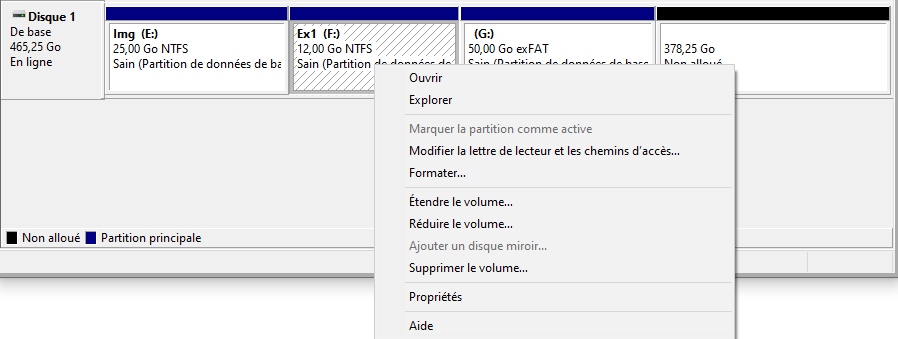 Disque 1
De base
465,25 Go
En ligne
Img (E:)
25,00 Go NTFS
Sain (Partition de données de ba
Ex1 (F:)
12,00 Go NTFS
Sain (Partition de données de
(G:)
50,00 Go exFAT
Sain (Partition de données de base
378,25 Go
Non alloué
Ouvrir
Explorer
Marquer la partition comme active
Modifier la lettre de lecteur et les chemins d’accès...
Formater...
Étendre le volume...
Réduire le volume...
Ajouter un disque miroir...
Supprimer le volume...
Propriétés
Aide
Non alloué Partition principale